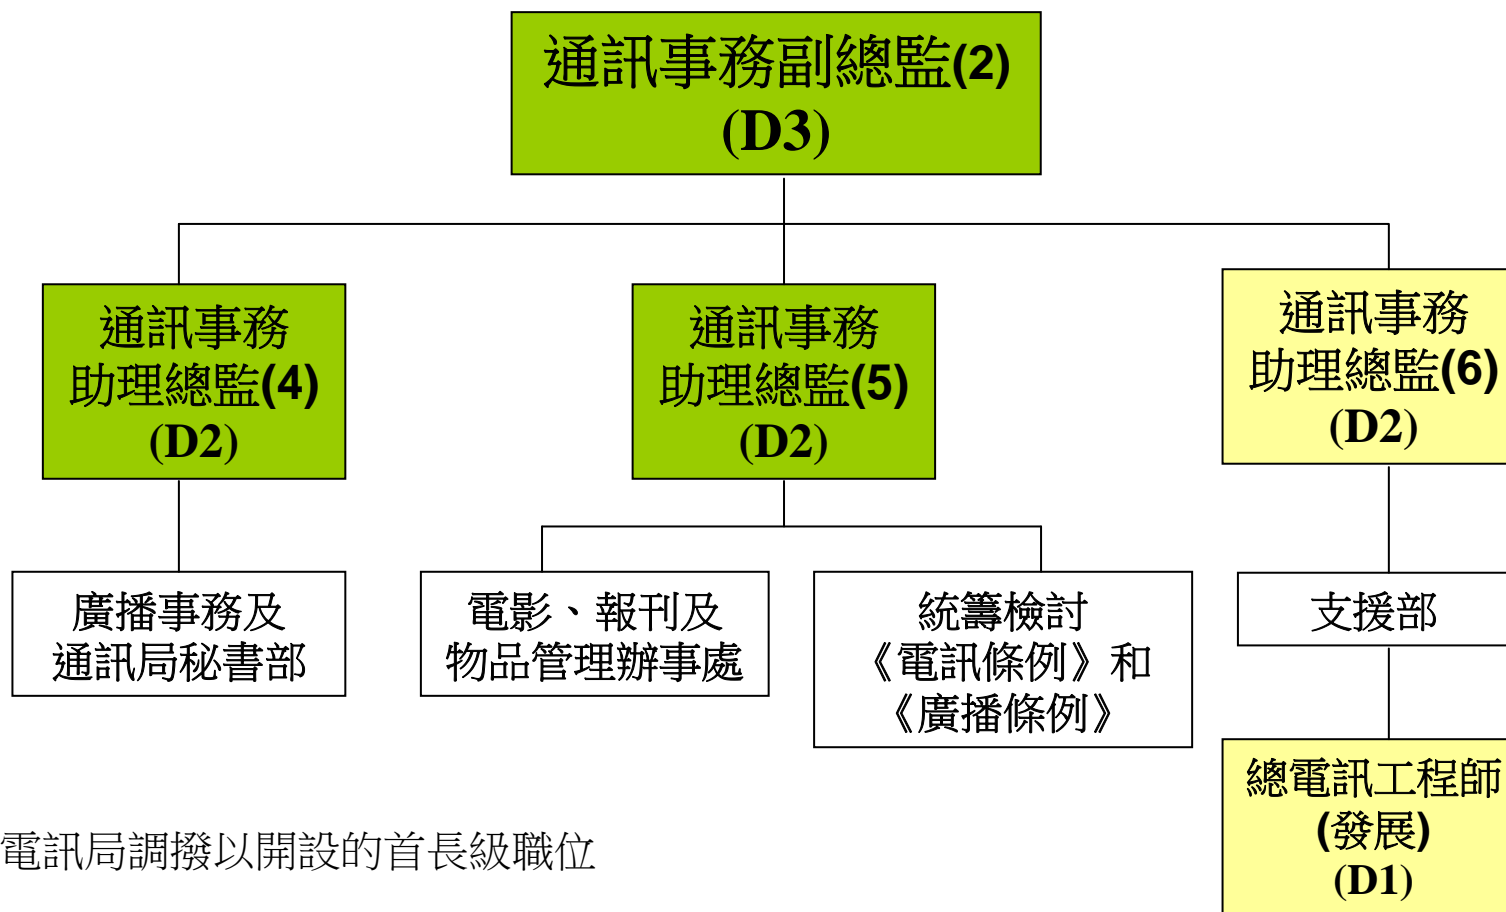 通訊事務副總監(2)
(D3)
通訊事務
助理總監(4)
(D2)
通訊事務
助理總監(5)
(D2)
通訊事務
助理總監(6)
(D2)
廣播事務及
通訊局秘書部
電影、報刊及
物品管理辦事處
統籌檢討
《電訊條例》和
《廣播條例》
支援部
總電訊工程師
(發展)
(D1)
電訊局調撥以開設的首長級職位